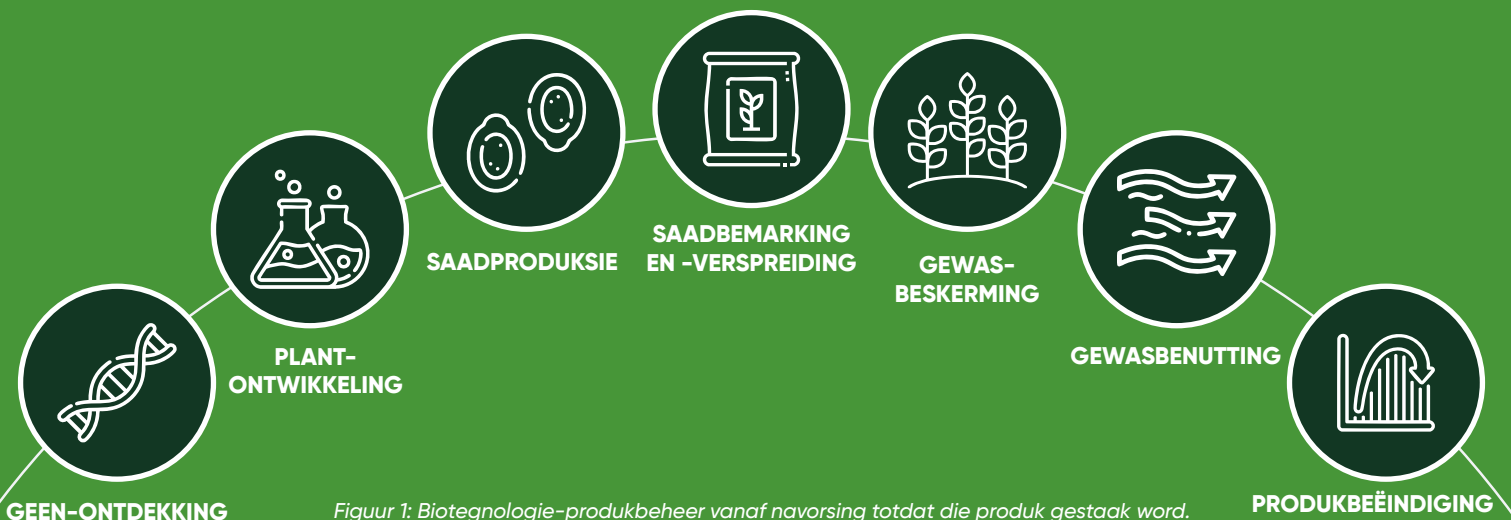 GEEN-ONTDEKKING
PLANT-
ONTWIKKELING
SAADPRODUKSIE
SAADBEMARKING
EN -VERSPREIDING
GEWAS-
BESKERMING
GEWASBENUTTING
PRODUKBEËINDIGING
Figuur 1: Biotegnologie-produkbeheer vanaf navorsing totdat die produk gestaak word.